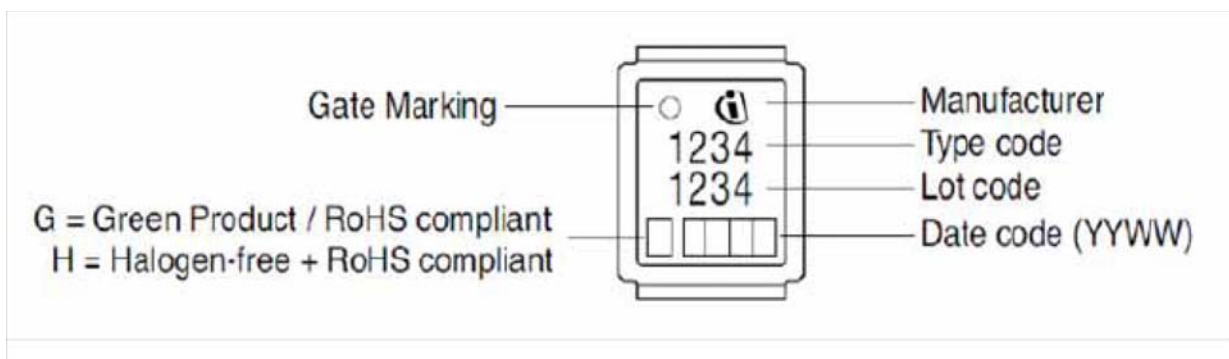 Gate Marking
Manufacturer
1234
Type code
1234
Lot code
G = Green Product / RoHS compliant
H = Halogen-free + RoHS compliant
Date code (YYWW)